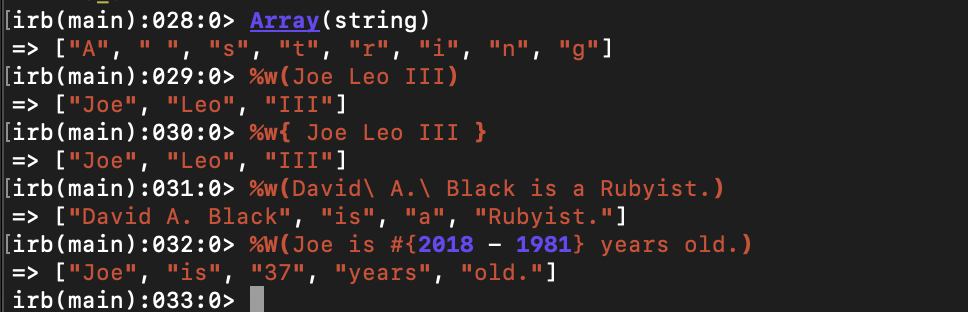 irb(main):028:0> Array(string)
=> ["A", " ", "s", "t", "r", "i", "n", "g"]
irb(main):029:0> %w(Joe Leo III)
=> ["Joe", "Leo", "III"]
irb(main):030:0> %w{ Joe Leo III }
=> ["Joe", "Leo", "III"]
irb(main):031:0> %w(David\ A.\ Black is a Rubyist.)
=> ["David A. Black", "is", "a", "Rubyist."]
irb(main):032:0> %W(Joe is #{2018 - 1981} years old.)
=> ["Joe", "is", "37", "years", "old."]
irb(main):033:0>